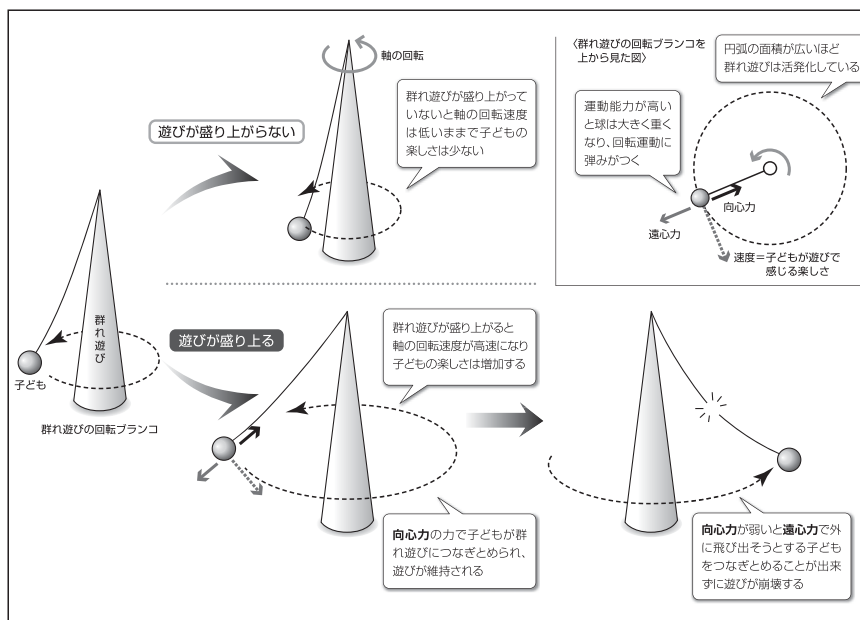 軸の回転
群れ遊びが盛り上がって
いないと軸の回転速度
は低いままで子どもの
楽しさは少ない
遊びが盛り上がらない
〈群れ遊びの回転ブランコを
上から見た図〉
円弧の面積が広いほど
群れ遊びは活発化している
運動能力が高い
と球は大きく重く
なり、回転運動に
弾みがつく
向心力
遠心力
速度＝子どもが遊びで
感じる楽しさ
群れ遊び
子ども
群れ遊びの回転ブランコ
遊びが盛り上る
群れ遊びが盛り上がると
軸の回転速度が高速になり
子どもの楽しさは増加する
向心力の力で子どもが群
れ遊びにつなぎとめられ、
遊びが維持される
向心力が弱いと遠心力で外
に飛び出そうとする子ども
をつなぎとめることが出来
ずに遊びが崩壊する